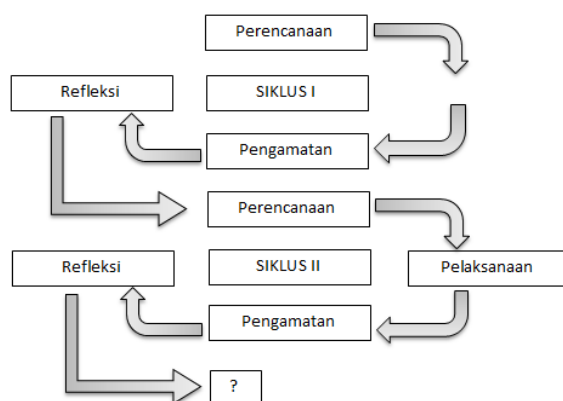 Perencanaan
Refleksi
SIKLUS I
Pengamatan
Perencanaan
Refleksi
SIKLUS II
Pelaksanaan
Pengamatan
?